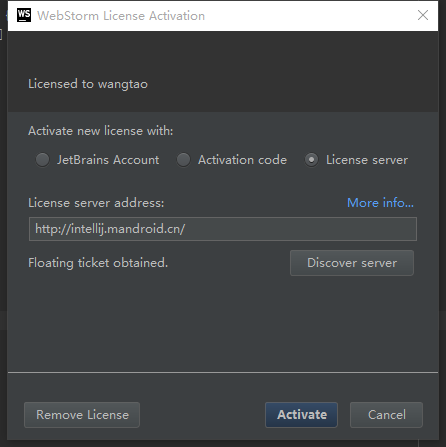 WS WebStorm License Activation
Licensed to wangtao
Activate new license with:
JetBrains Account Activation code License server
License server address: More info...
http://intellij.mandroid.cn/
Floating ticket obtained. Discover server
Remove License Activate Cancel